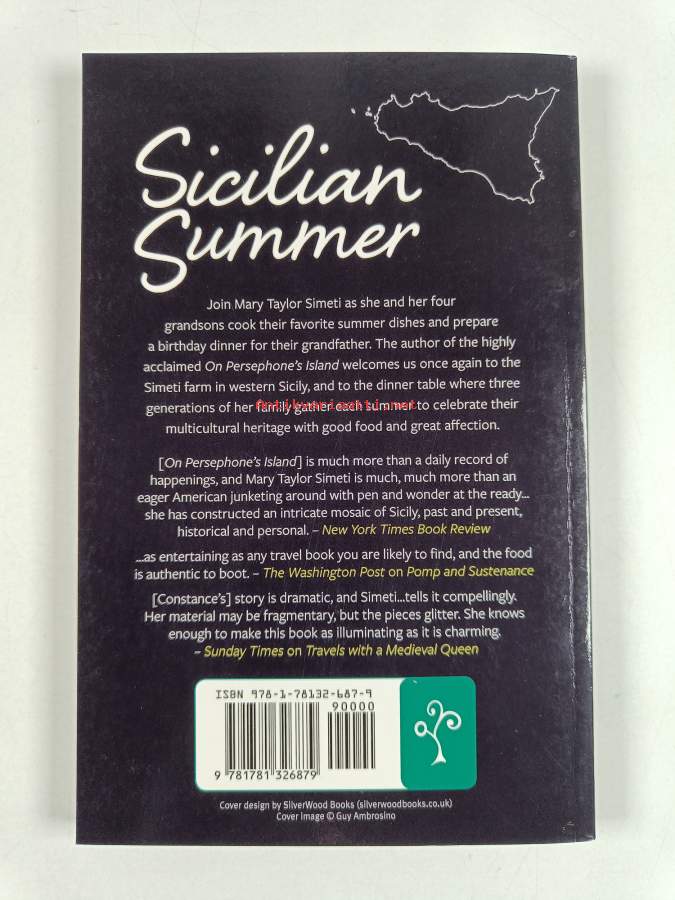 Sicilian
Summer
Join Mary Taylor Simeti as she and her four
grandsons cook their favorite summer dishes and prepare
a birthday dinner for their grandfather. The author of the highly
acclaimed On Persephone's Island welcomes us once again to the
Simeti farm in western Sicily, and to the dinner table where three
generations of her family gather each summer to celebrate their
multicultural heritage with good food and great affection.
[On Persephone's Island] is much more than a daily record of
happenings, and Mary Taylor Simeti is much, much more than an
eager American junketing around with pen and wonder at the ready...
she has constructed an intricate mosaic of Sicily, past and present,
historical and personal. – New York Times Book Review
...as entertaining as any travel book you are likely to find, and the food
is authentic to boot. – The Washington Post on Pomp and Sustenance
[Constance's] story is dramatic, and Simeti...tells it compellingly.
Her material may be fragmentary, but the pieces glitter. She knows
enough to make this book as illuminating as it is charming.
– Sunday Times on Travels with a Medieval Queen
ISBN 978-1-78132-687-9
90000
9 781781 326879
Cover design by SilverWood Books (silverwoodbooks.co.uk)
Cover image © Guy Ambrosino